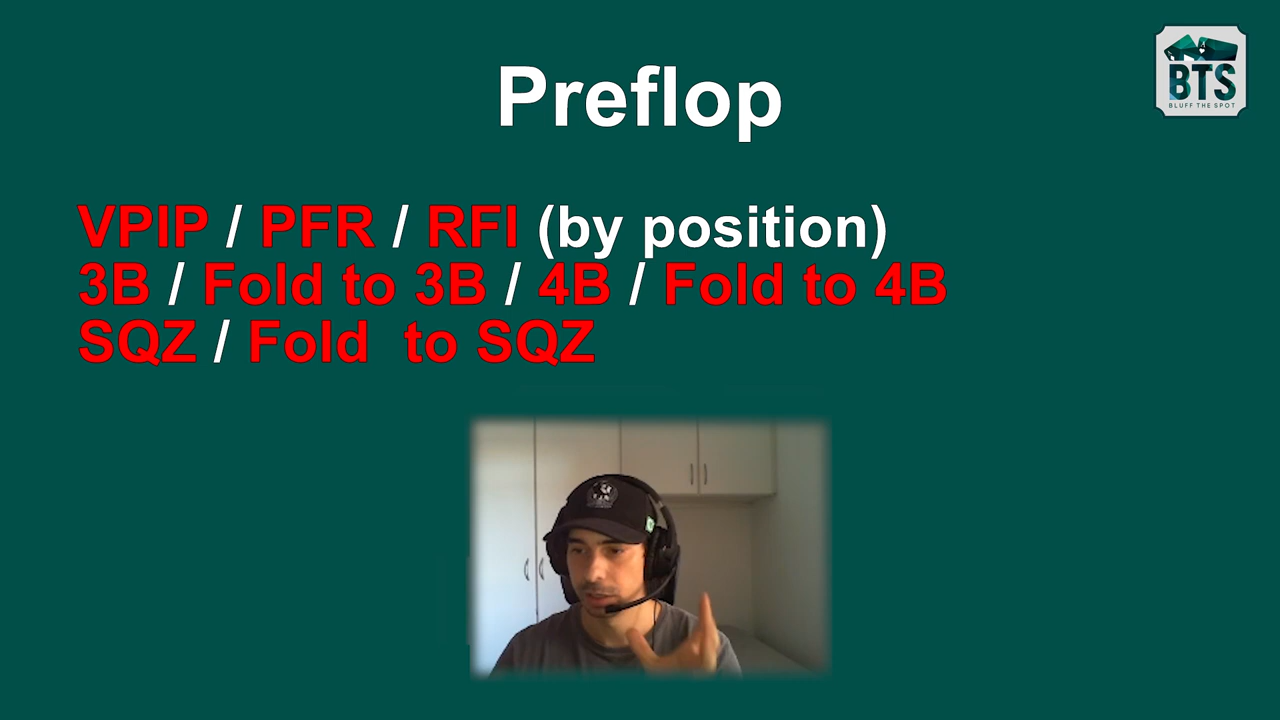 Preflop
BTS
BLUFF THE SPOT
VPIP / PFR / RFI (by position)
3B / Fold to 3B / 4B / Fold to 4B
SQZ / Fold  to SQZ